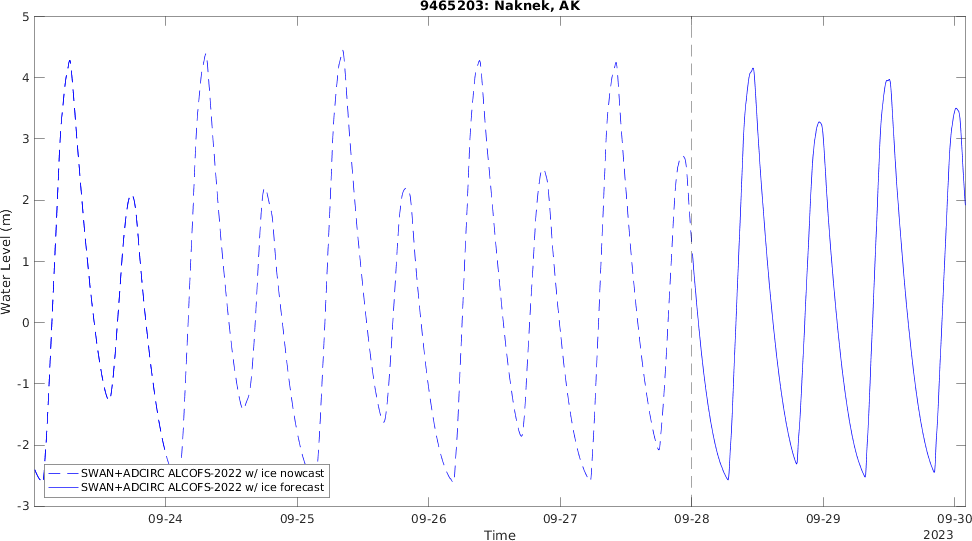 9465203: Naknek, AK
5
4
3
2
1
0
-1
-2
-3
Water Level (m)
SWAN+ADCIRC ALCOFS-2022 w/ ice nowcast
SWAN+ADCIRC ALCOFS-2022 w/ ice forecast
09-24 09-25 09-26 09-27 09-28 09-29 09-30
2023
Time